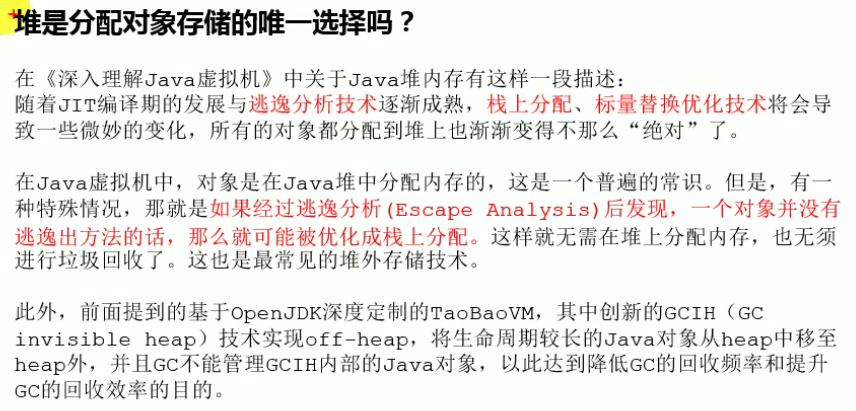 堆是分配对象存储的唯一选择吗？
在《深入理解Java虚拟机》中关于Java堆内存有这样一段描述：
随着JIT编译期的发展与逃逸分析技术逐渐成熟，栈上分配、标量替换优化技术将会导
致一些微妙的变化，所有的对象都分配到堆上也渐渐变得不那么“绝对”了。
在Java虚拟机中，对象是在Java堆中分配内存的，这是一个普遍的常识。但是，有一
种特殊情况，那就是如果经过逃逸分析(Escape Analysis)后发现，一个对象并没有
逃逸出方法的话，那么就可能被优化成栈上分配。这样就无需在堆上分配内存，也无须
进行垃圾回收了。这也是最常见的堆外存储技术。
此外，前面提到的基于OpenJDK深度定制的TaoBaoVM，其中创新的GCIH（GC
invisible heap）技术实现off-heap，将生命周期较长的Java对象从heap中移至
heap外，并且GC不能管理GCIH内部的Java对象，以此达到降低GC的回收频率和提升
GC的回收效率的目的。